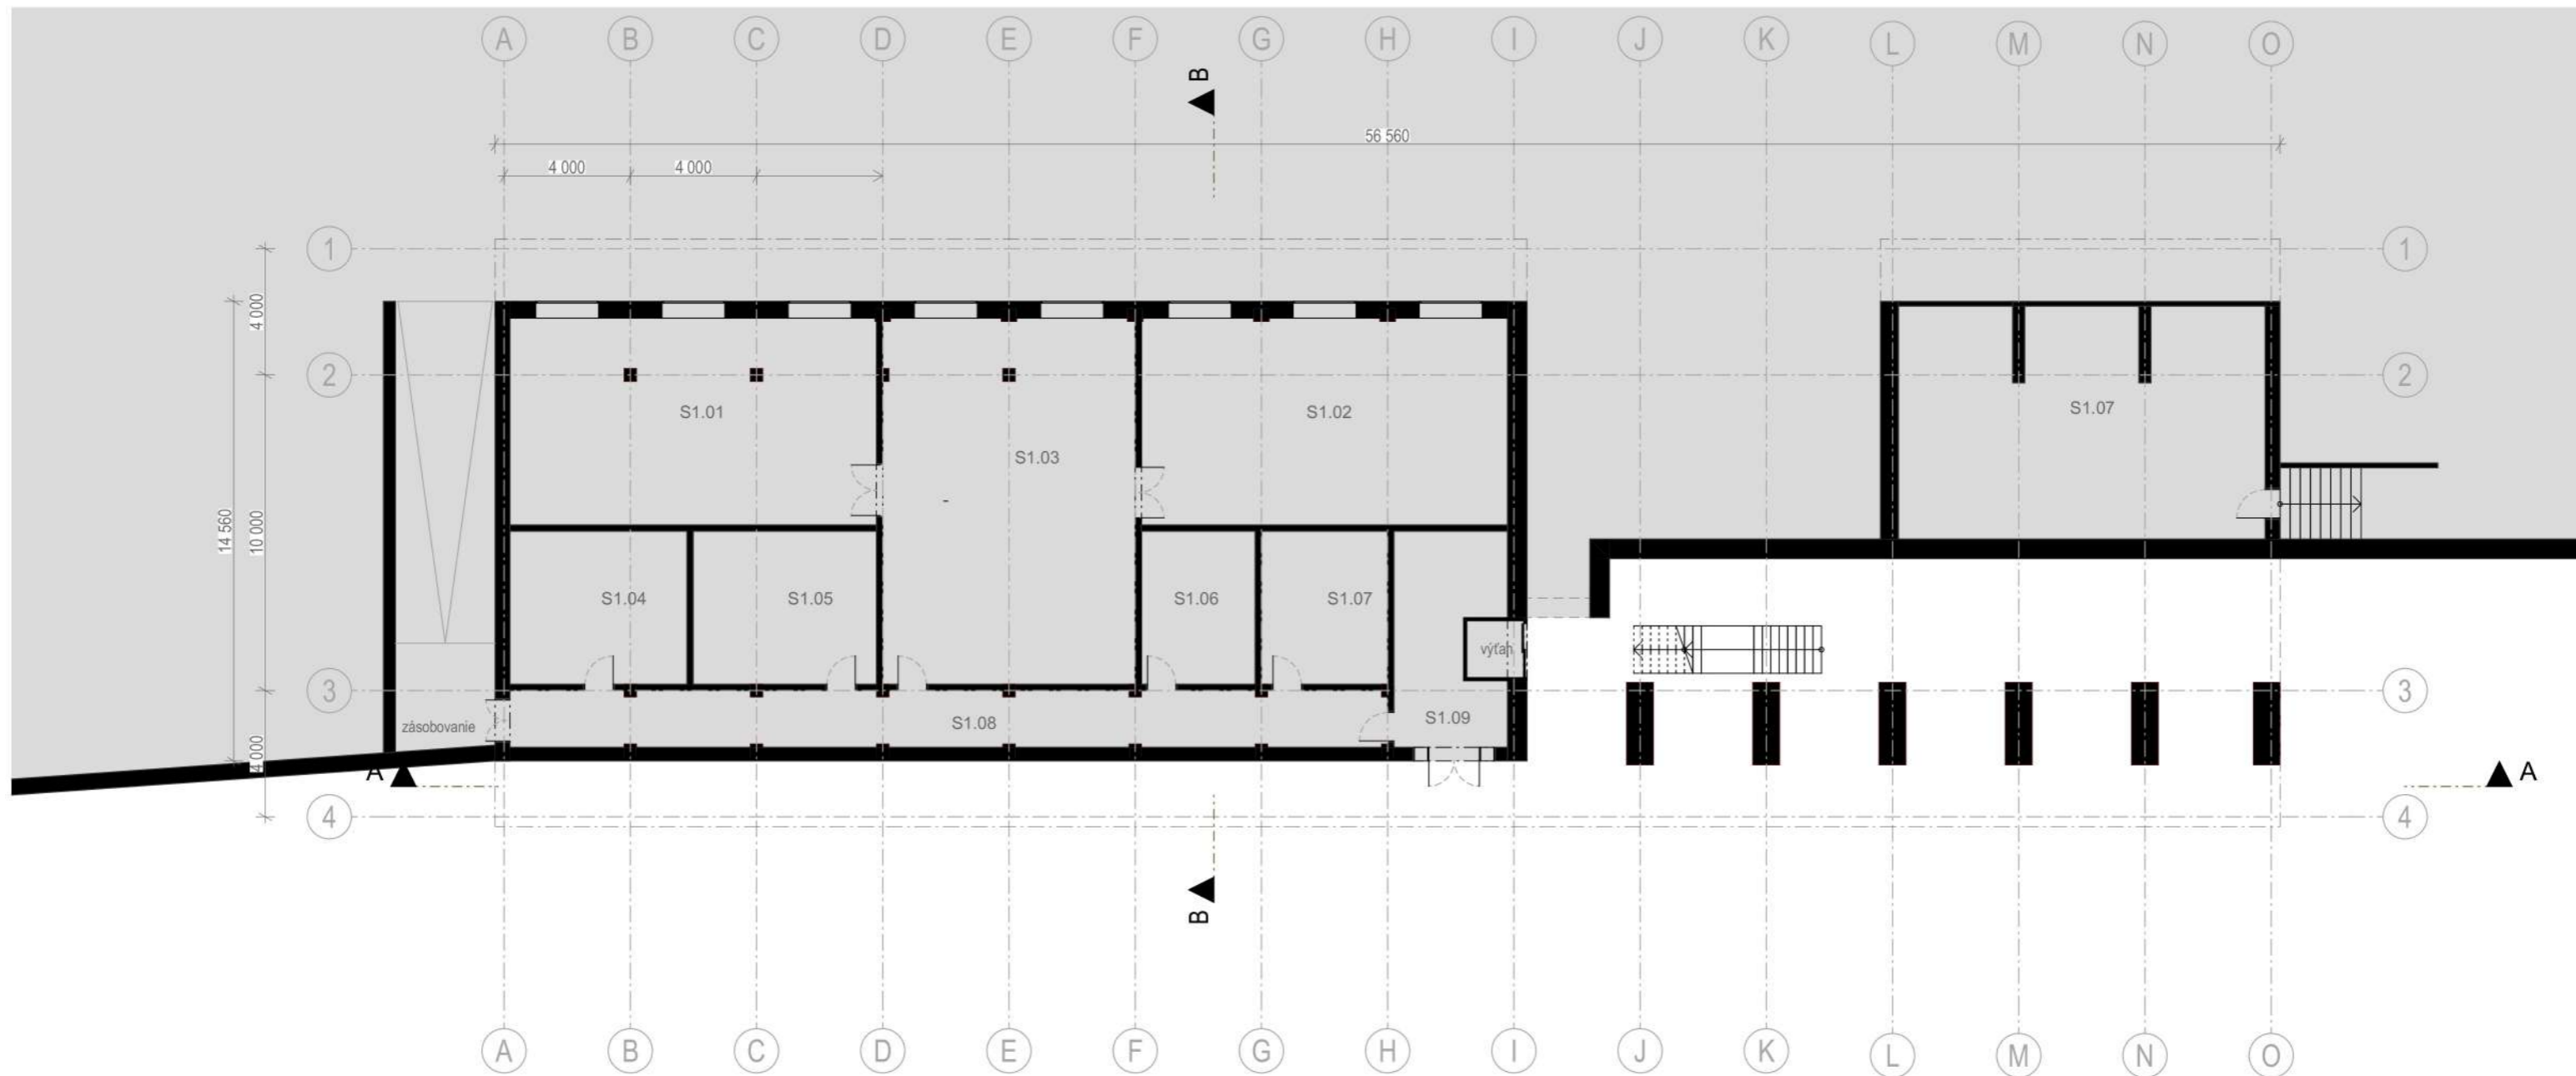 A B C D E F G H I J K L M N O
B
56 560
4 000 4 000
1 1
4 000
2 2
S1.01 S1.02 S1.07
S1.03
14 560
10 000
S1.04 S1.05 S1.06 S1.07
výťah
3 3
zásobovanie S1.08 S1.09
4 000
A A
4 4
B
A B C D E F G H I J K L M N O